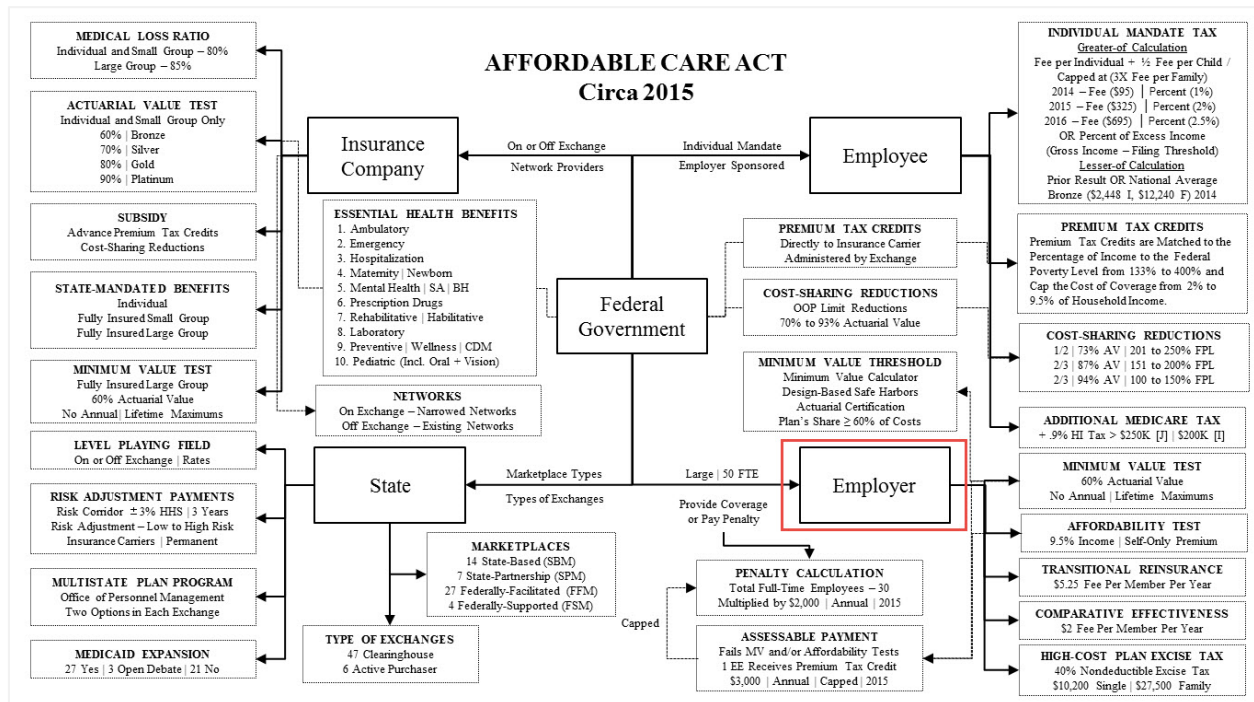 AFFORDABLE CARE ACT
Circa 2015
MEDICAL LOSS RATIO
Individual and Small Group – 80%
Large Group – 85%
ACTUARIAL VALUE TEST
Individual and Small Group Only
60% | Bronze
70% | Silver
80% | Gold
90% | Platinum
SUBSIDY
Advance Premium Tax Credits
Cost-Sharing Reductions
STATE-MANDATED BENEFITS
Individual
Fully Insured Small Group
Fully Insured Large Group
MINIMUM VALUE TEST
Fully Insured Large Group
60% Actuarial Value
No Annual | Lifetime Maximums
LEVEL PLAYING FIELD
On or Off Exchange | Rates
RISK ADJUSTMENT PAYMENTS
Risk Corridor ± 3% HHS | 3 Years
Risk Adjustment – Low to High Risk
Insurance Carriers | Permanent
MULTISTATE PLAN PROGRAM
Office of Personnel Management
Two Options in Each Exchange
MEDICAID EXPANSION
27 Yes | 3 Open Debate | 21 No
Insurance
Company
On or Off Exchange
Network Providers
Individual Mandate
Employer Sponsored
Employee
ESSENTIAL HEALTH BENEFITS
1. Ambulatory
2. Emergency
3. Hospitalization
4. Maternity | Newborn
5. Mental Health | SA | BH
6. Prescription Drugs
7. Rehabilitative | Habilitative
8. Laboratory
9. Preventive | Wellness | CDM
10. Pediatric (Incl. Oral + Vision)
NETWORKS
On Exchange – Narrowed Networks
Off Exchange – Existing Networks
Federal
Government
PREMIUM TAX CREDITS
Directly to Insurance Carrier
Administered by Exchange
COST-SHARING REDUCTIONS
OOP Limit Reductions
70% to 93% Actuarial Value
MINIMUM VALUE THRESHOLD
Minimum Value Calculator
Design-Based Safe Harbors
Actuarial Certification
Plan's Share ≥ 60% of Costs
State
Marketplace Types
Types of Exchanges
Large | 50 FTE
Provide Coverage
or Pay Penalty
Employer
MARKETPLACES
14 State-Based (SBM)
7 State-Partnership (SPM)
27 Federally-Facilitated (FFM)
4 Federally-Supported (FSM)
TYPE OF EXCHANGES
47 Clearinghouse
6 Active Purchaser
Capped
PENALTY CALCULATION
Total Full-Time Employees – 30
Multiplied by $2,000 | Annual | 2015
ASSESSABLE PAYMENT
Fails MV and/or Affordability Tests
1 EE Receives Premium Tax Credit
$3,000 | Annual | Capped | 2015
INDIVIDUAL MANDATE TAX
Greater-of Calculation
Fee per Individual + ½ Fee per Child /
Capped at (3X Fee per Family)
2014 – Fee ($95) | Percent (1%)
2015 – Fee ($325) | Percent (2%)
2016 – Fee ($695) | Percent (2.5%)
OR Percent of Excess Income
(Gross Income – Filing Threshold)
Lesser-of Calculation
Prior Result OR National Average
Bronze ($2,448 I, $12,240 F) 2014
PREMIUM TAX CREDITS
Premium Tax Credits are Matched to the
Percentage of Income to the Federal
Poverty Level from 133% to 400% and
Cap the Cost of Coverage from 2% to
9.5% of Household Income.
COST-SHARING REDUCTIONS
1/2 | 73% AV | 201 to 250% FPL
2/3 | 87% AV | 151 to 200% FPL
2/3 | 94% AV | 100 to 150% FPL
ADDITIONAL MEDICARE TAX
+ .9% HI Tax > $250K [J] | $200K [I]
MINIMUM VALUE TEST
60% Actuarial Value
No Annual | Lifetime Maximums
AFFORDABILITY TEST
9.5% Income | Self-Only Premium
TRANSITIONAL REINSURANCE
$5.25 Fee Per Member Per Year
COMPARATIVE EFFECTIVENESS
$2 Fee Per Member Per Year
HIGH-COST PLAN EXCISE TAX
40% Nondeductible Excise Tax
$10,200 Single | $27,500 Family